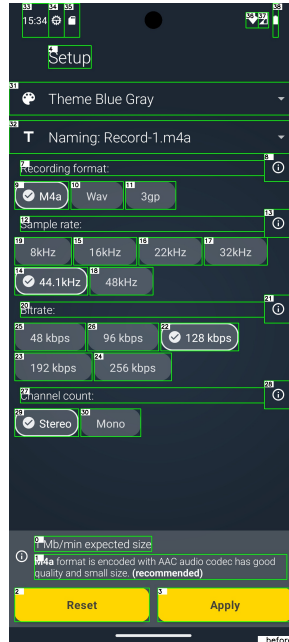 15:34
Setup
Theme Blue Gray
Naming: Record-1.m4a
Recording format:
M4a Wav 3gp
Sample rate:
8kHz 16kHz 22kHz 32kHz
44.1kHz 48kHz
Bitrate:
48 kbps 96 kbps 128 kbps
192 kbps 256 kbps
Channel count:
Stereo Mono
1 Mb/min expected size
M4a format is encoded with AAC audio codec has good
quality and small size. (recommended)
Reset Apply
before